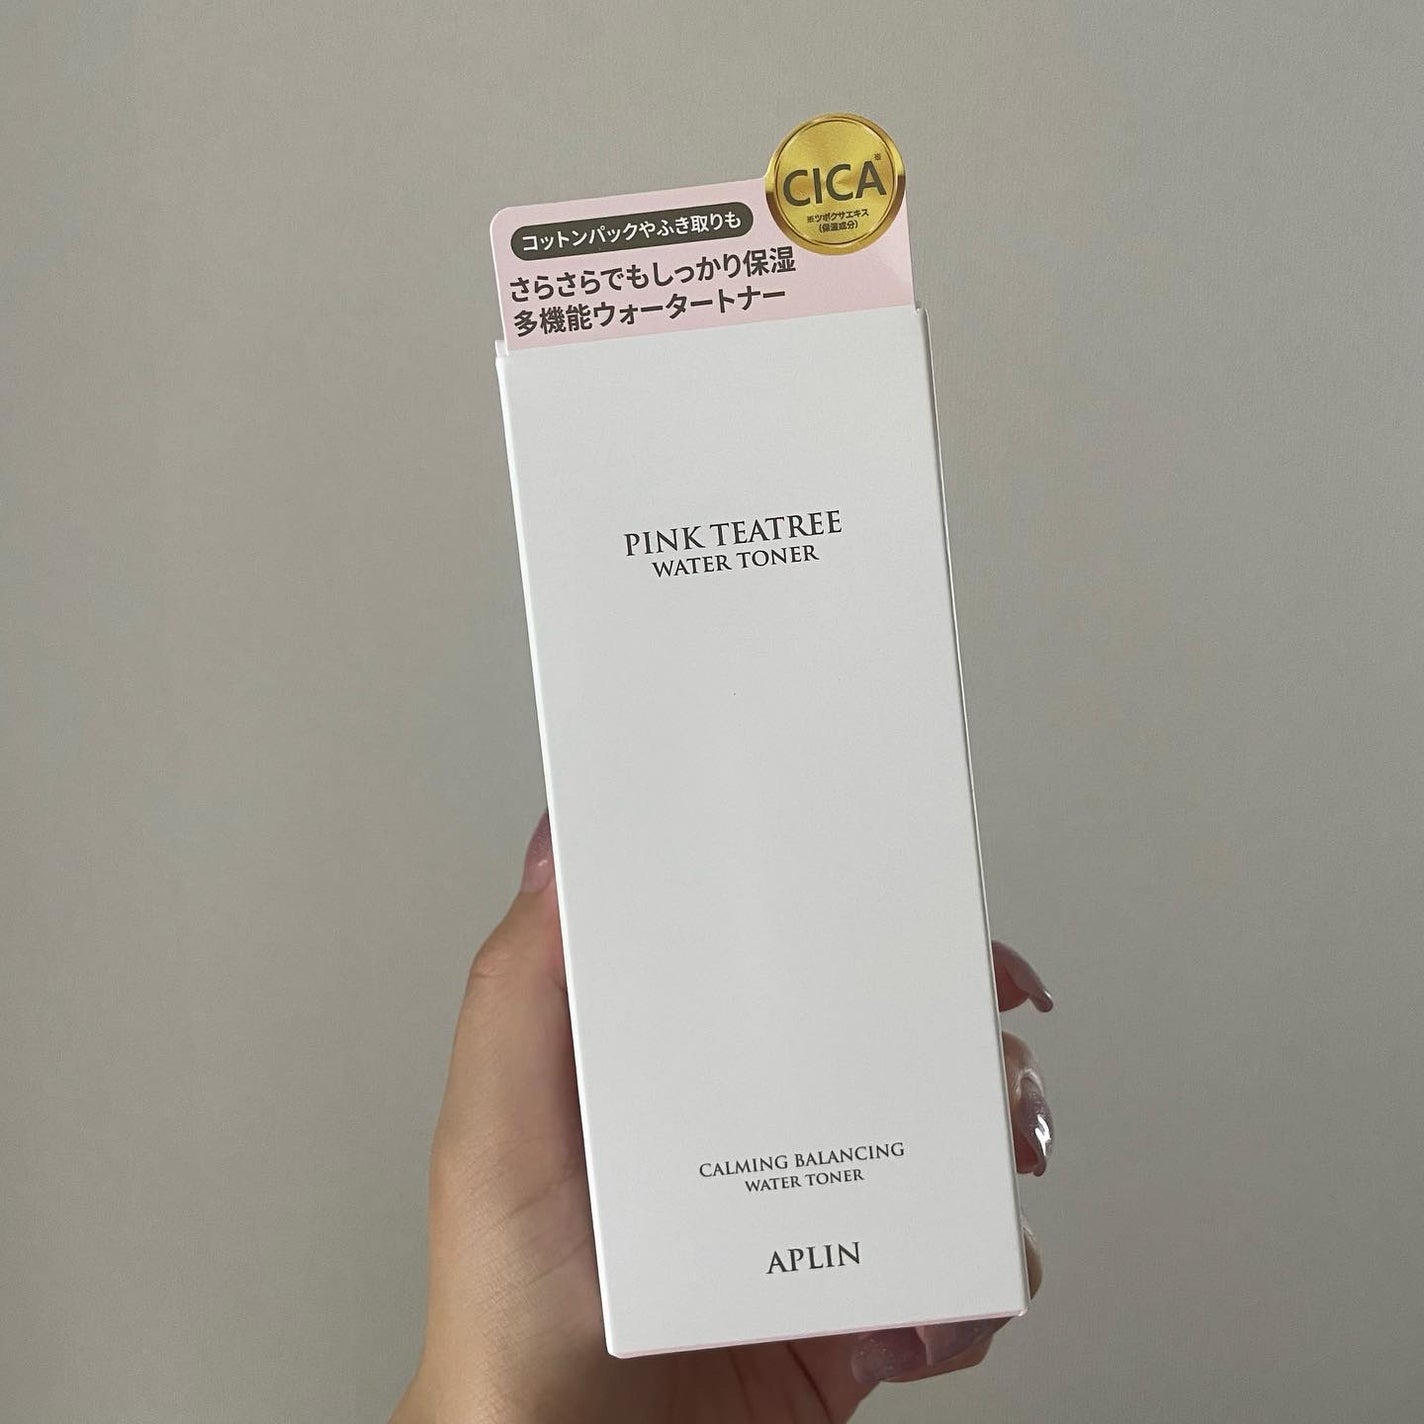 CICA※
※ツボクサエキス
(保湿成分)
コットンパックやふき取りも
さらさらでもしっかり保湿
多機能ウォータートナー
PINK TEATREE
WATER TONER
CALMING BALANCING
WATER TONER
APLIN